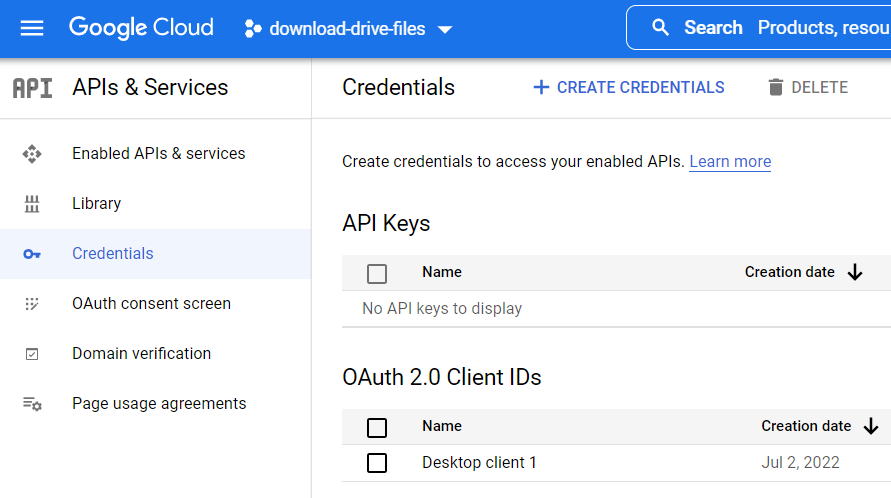 Google Cloud download-drive-files Search Products, resou
API APIs & Services Credentials CREATE CREDENTIALS DELETE
Enabled APIs & services
Library
Credentials
OAuth consent screen
Domain verification
Page usage agreements
Create credentials to access your enabled APIs. Learn more
API Keys
Name Creation date
No API keys to display
OAuth 2.0 Client IDs
Name Creation date
Desktop client 1 Jul 2, 2022